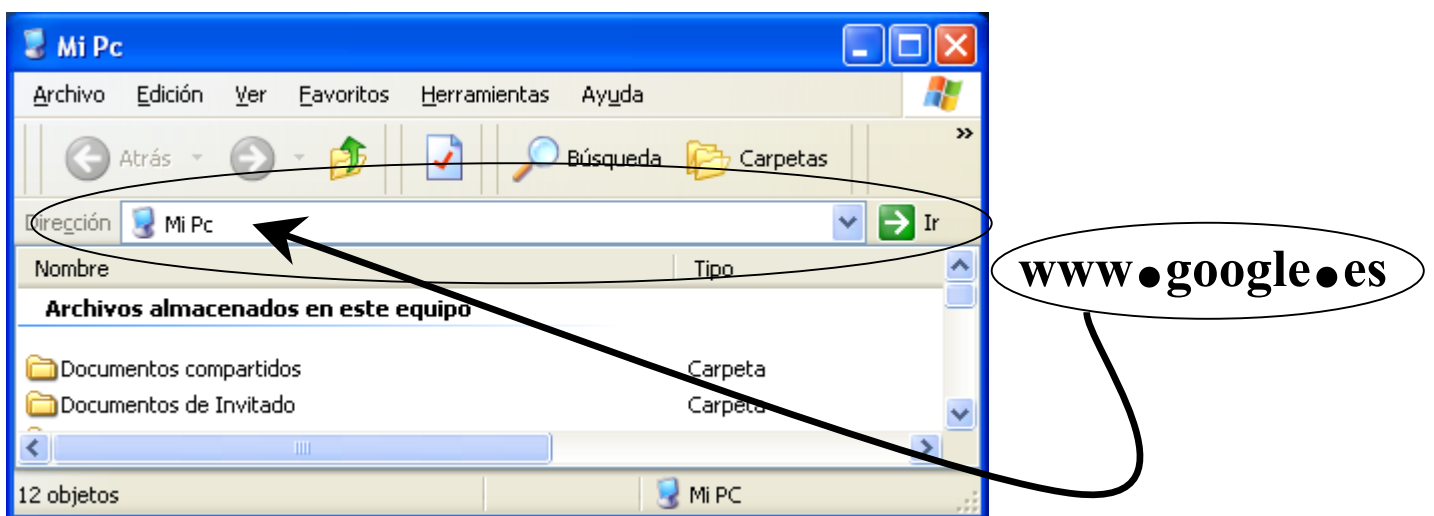 Mi Pc
Archivo Edición Ver Favoritos Herramientas Ayuda
Atrás Búsqueda Carpetas »
Dirección Mi Pc Ir
www.google.es
Nombre Tipo
Archivos almacenados en este equipo
Documentos compartidos Carpeta
Documentos de Invitado Carpeta
12 objetos Mi PC